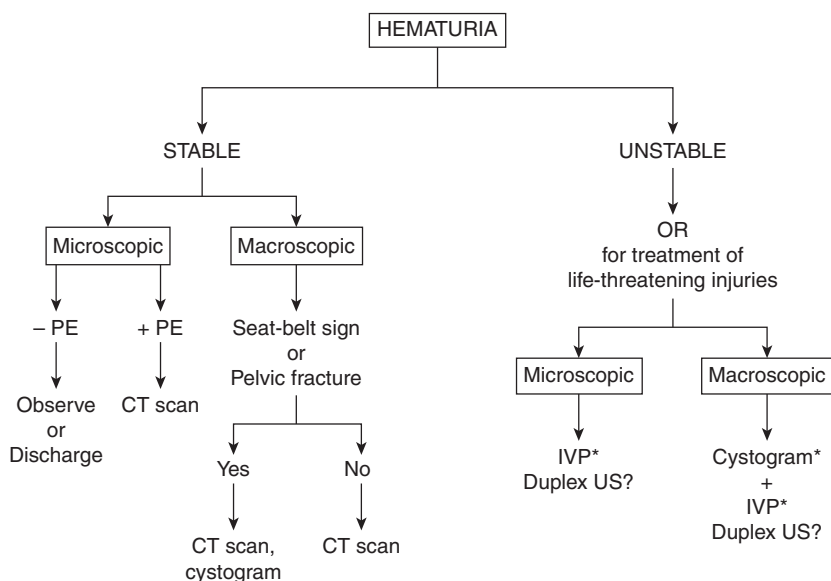 HEMATURIA
STABLE
UNSTABLE
Microscopic
Macroscopic
– PE
+ PE
Observe
or
Discharge
CT scan
Seat-belt sign
or
Pelvic fracture
Yes
No
CT scan,
cystogram
CT scan
OR
for treatment of
life-threatening injuries
Microscopic
Macroscopic
IVP*
Duplex US?
Cystogram*
+
IVP*
Duplex US?